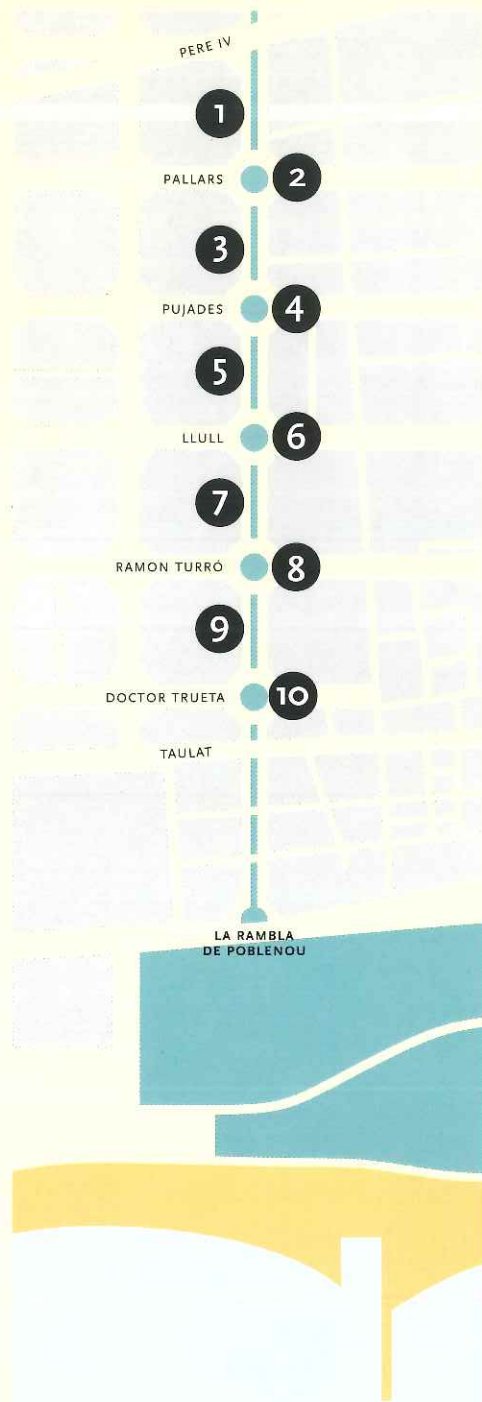 PERE IV
1
PALLARS
2
3
PUJADES
4
5
LLULL
6
7
RAMON TURRÓ
8
9
DOCTOR TRUETA
10
TAULAT
LA RAMBLA
DE POBLENOU